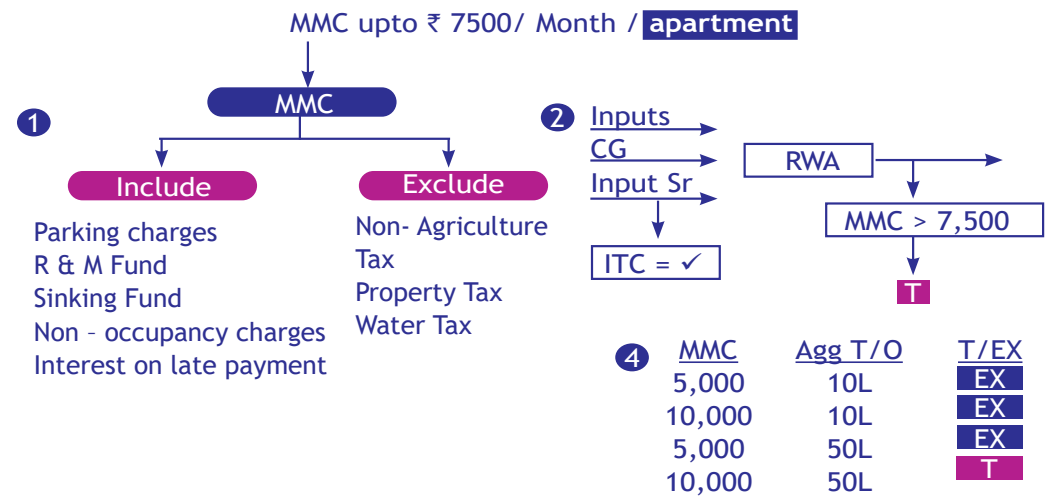 MMC upto ₹ 7500/ Month / apartment
1
MMC
Include
Parking charges
R & M Fund
Sinking Fund
Non – occupancy charges
Interest on late payment
Exclude
Non- Agriculture
Tax
Property Tax
Water Tax
2
Inputs
CG
Input Sr
ITC = ✓
RWA
MMC > 7,500
T
4
MMC Agg T/O T/EX
5,000 10L EX
10,000 10L EX
5,000 50L EX
10,000 50L T